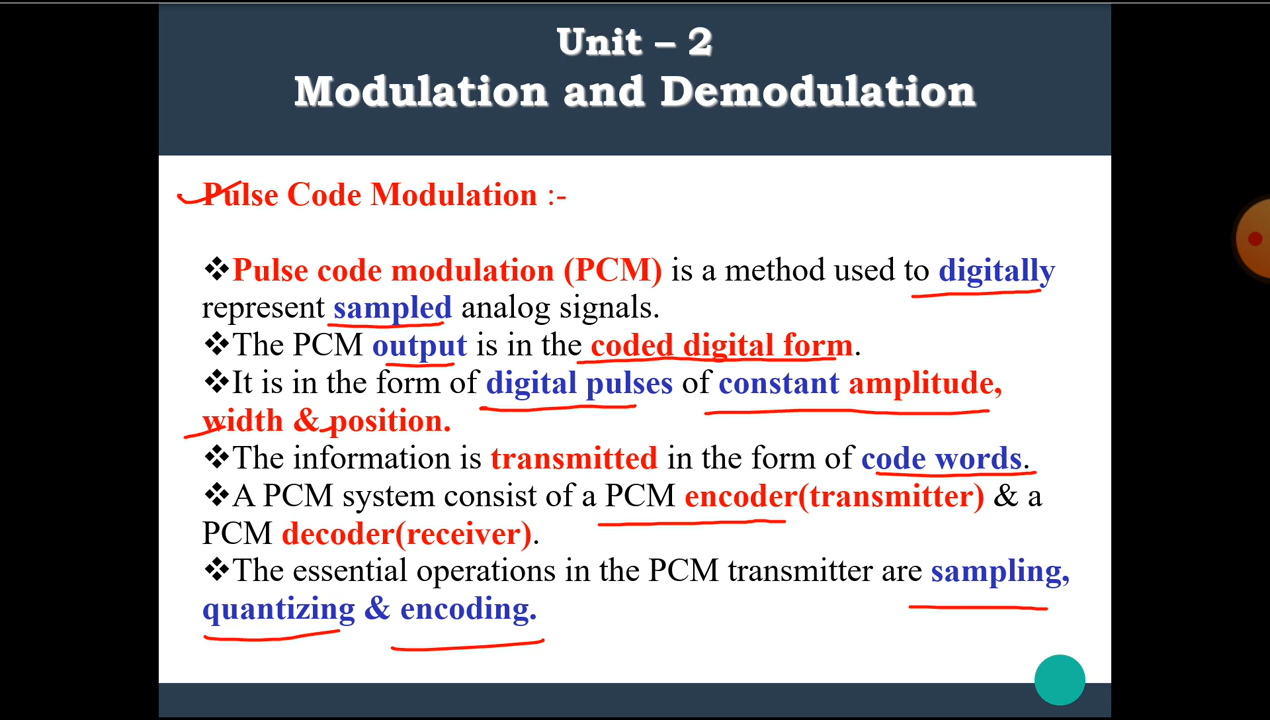 Unit – 2
Modulation and Demodulation
Pulse Code Modulation :-
❖Pulse code modulation (PCM) is a method used to digitally
represent sampled analog signals.
❖The PCM output is in the coded digital form.
❖It is in the form of digital pulses of constant amplitude,
width & position.
❖The information is transmitted in the form of code words.
❖A PCM system consist of a PCM encoder(transmitter) & a
PCM decoder(receiver).
❖The essential operations in the PCM transmitter are sampling,
quantizing & encoding.